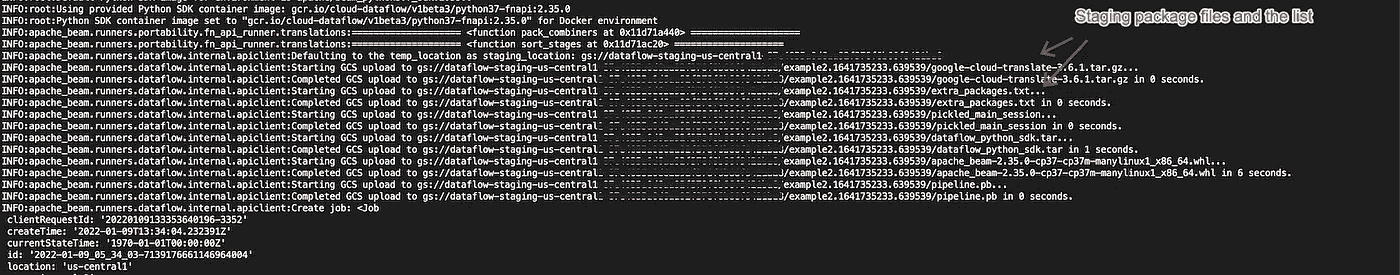 INFO:root:Using provided Python SDK container image: gcr.io/cloud-dataflow/v1beta3/python37-fnapi:2.35.0
INFO:root:Python SDK container image set to "gcr.io/cloud-dataflow/v1beta3/python37-fnapi:2.35.0" for Docker environment
Staging package files and the list
INFO:apache_beam.runners.portability.fn_api_runner.translations:==================== <function pack_combiners at 0x11d71a440> ====================
INFO:apache_beam.runners.portability.fn_api_runner.translations:==================== <function sort_stages at 0x11d71ac20> ====================
INFO:apache_beam.runners.dataflow.internal.apiclient:Defaulting to the temp_location as staging_location: gs://dataflow-staging-us-central1
INFO:apache_beam.runners.dataflow.internal.apiclient:Starting GCS upload to gs://dataflow-staging-us-central1 /example2.1641735233.639539/google-cloud-translate-3.6.1.tar.gz...
INFO:apache_beam.runners.dataflow.internal.apiclient:Completed GCS upload to gs://dataflow-staging-us-central1 /example2.1641735233.639539/google-cloud-translate-3.6.1.tar.gz in 0 seconds.
INFO:apache_beam.runners.dataflow.internal.apiclient:Starting GCS upload to gs://dataflow-staging-us-central1 /example2.1641735233.639539/extra_packages.txt...
INFO:apache_beam.runners.dataflow.internal.apiclient:Completed GCS upload to gs://dataflow-staging-us-central1 /example2.1641735233.639539/extra_packages.txt in 0 seconds.
INFO:apache_beam.runners.dataflow.internal.apiclient:Starting GCS upload to gs://dataflow-staging-us-central1 /example2.1641735233.639539/pickled_main_session...
INFO:apache_beam.runners.dataflow.internal.apiclient:Completed GCS upload to gs://dataflow-staging-us-central1 /example2.1641735233.639539/pickled_main_session in 0 seconds.
INFO:apache_beam.runners.dataflow.internal.apiclient:Starting GCS upload to gs://dataflow-staging-us-central1 /example2.1641735233.639539/dataflow_python_sdk.tar...
INFO:apache_beam.runners.dataflow.internal.apiclient:Completed GCS upload to gs://dataflow-staging-us-central1 /example2.1641735233.639539/dataflow_python_sdk.tar in 1 seconds.
INFO:apache_beam.runners.dataflow.internal.apiclient:Starting GCS upload to gs://dataflow-staging-us-central1 /example2.1641735233.639539/apache_beam-2.35.0-cp37-cp37m-manylinux1_x86_64.whl...
INFO:apache_beam.runners.dataflow.internal.apiclient:Completed GCS upload to gs://dataflow-staging-us-central1 /example2.1641735233.639539/apache_beam-2.35.0-cp37-cp37m-manylinux1_x86_64.whl in 6 seconds.
INFO:apache_beam.runners.dataflow.internal.apiclient:Starting GCS upload to gs://dataflow-staging-us-central1 /example2.1641735233.639539/pipeline.pb...
INFO:apache_beam.runners.dataflow.internal.apiclient:Completed GCS upload to gs://dataflow-staging-us-central1 /example2.1641735233.639539/pipeline.pb in 0 seconds.
INFO:apache_beam.runners.dataflow.internal.apiclient:Create job: <Job
clientRequestId: '20220109133353640196-3352'
createTime: '2022-01-09T13:34:04.232391Z'
currentStateTime: '1970-01-01T00:00:00Z'
id: '2022-01-09_05_34_03-7139176661146964004'
location: 'us-central1'